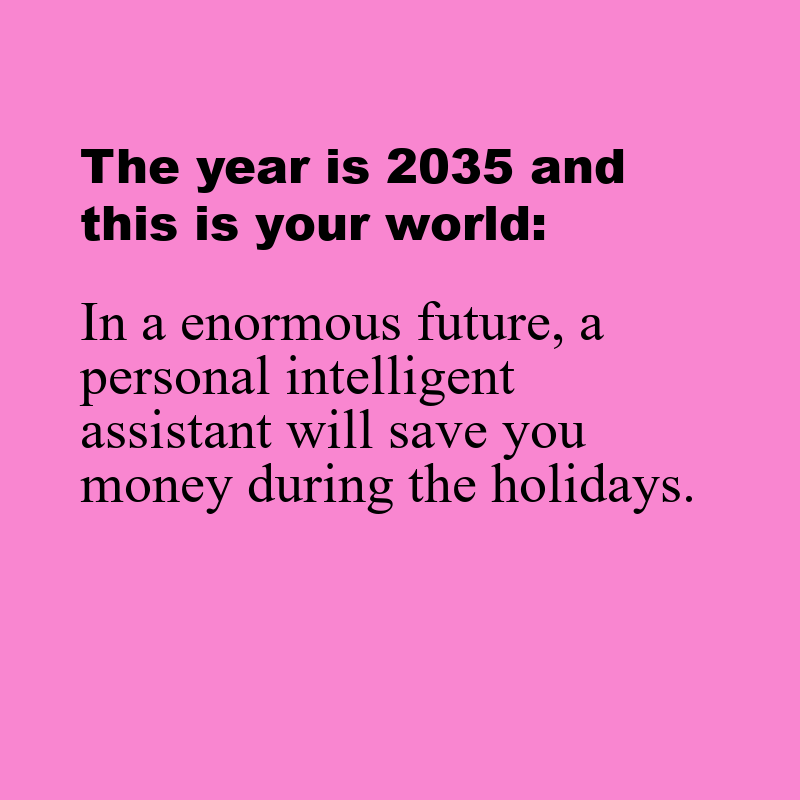 The year is 2035 and
this is your world:
In a enormous future, a
personal intelligent
assistant will save you
money during the holidays.